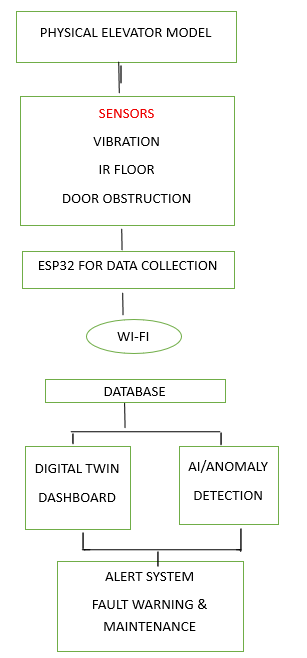 PHYSICAL ELEVATOR MODEL
SENSORS
VIBRATION
IR FLOOR
DOOR OBSTRUCTION
ESP32 FOR DATA COLLECTION
WI-FI
DATABASE
DIGITAL TWIN
DASHBOARD
AI/ANOMALY
DETECTION
ALERT SYSTEM
FAULT WARNING &
MAINTENANCE